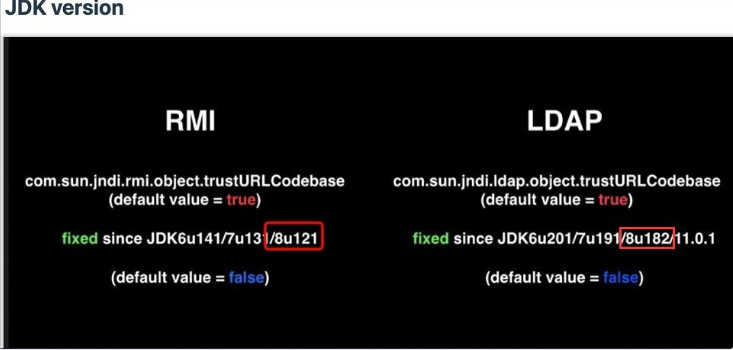 JDK version
RMI
com.sun.jndi.rmi.object.trustURLCodebase
(default value = true)
fixed since JDK6u141/7u131/8u121
(default value = false)
LDAP
com.sun.jndi.ldap.object.trustURLCodebase
(default value = true)
fixed since JDK6u201/7u191/8u182/11.0.1
(default value = false)